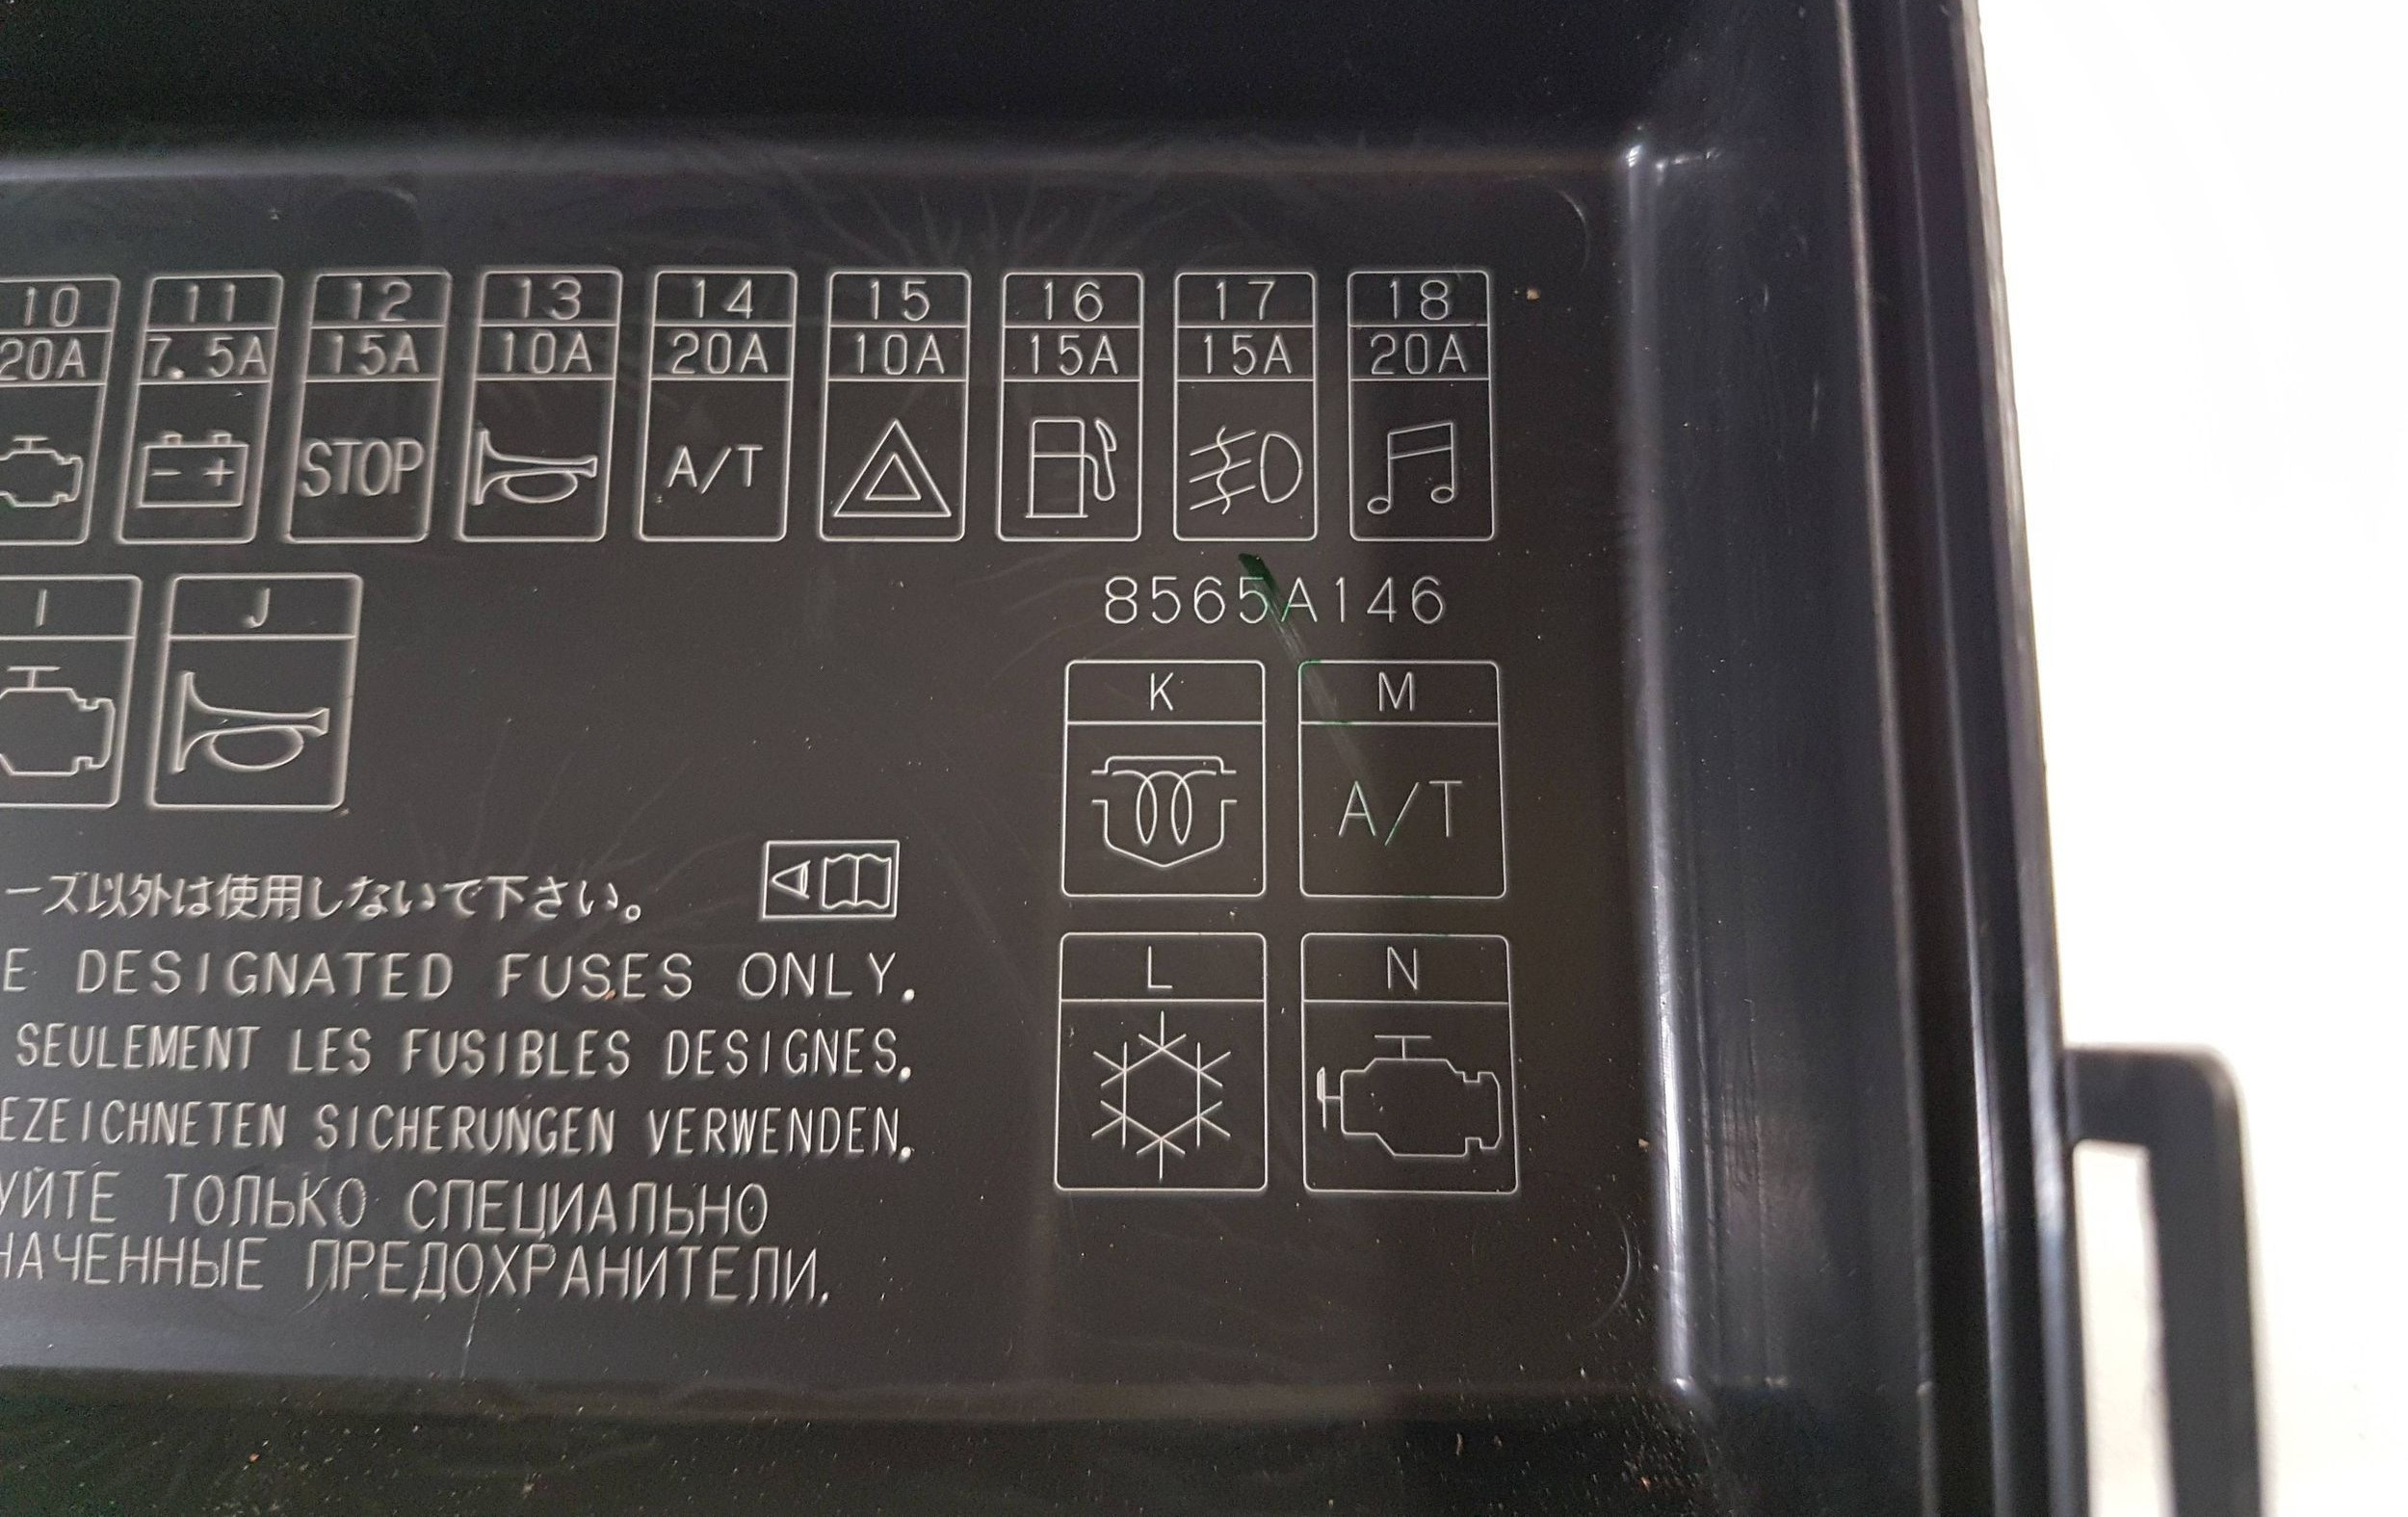 10 11 12 13 14 15 16 17 18
20A 7.5A 15A 10A 20A 10A 15A 15A 20A
STOP A/T
8565A146
I J
K M
A/T
L N
ーズ以外は使用しないで下さい。
E DESIGNATED FUSES ONLY.
SEULEMENT LES FUSIBLES DESIGNES.
EZEICHNETEN SICHERUNGEN VERWENDEN.
УЙТЕ ТОЛЬКО СПЕЦИАЛЬНО
НАЧЕННЫЕ ПРЕДОХРАНИТЕЛИ.